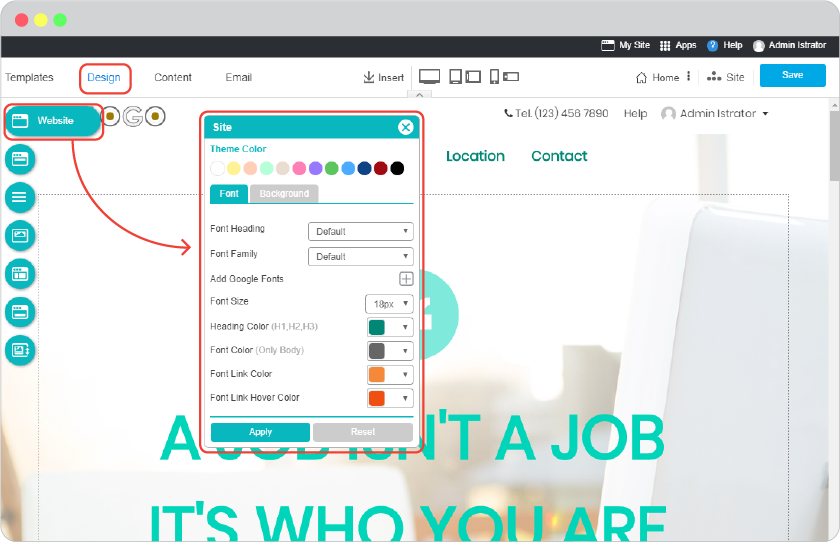 My Site Apps Help Admin Istrator
Templates Design Content Email Insert Home Site Save
Website OGO Tel. (123) 456 7890 Help Admin Istrator
Site
Theme Color
Location Contact
Font Background
Font Heading Default
Font Family Default
Add Google Fonts
Font Size 18px
Heading Color (H1,H2,H3)
Font Color (Only Body)
Font Link Color
Font Link Hover Color
Apply Reset
A JOB ISN'T A JOB
IT'S WHO YOU ARE